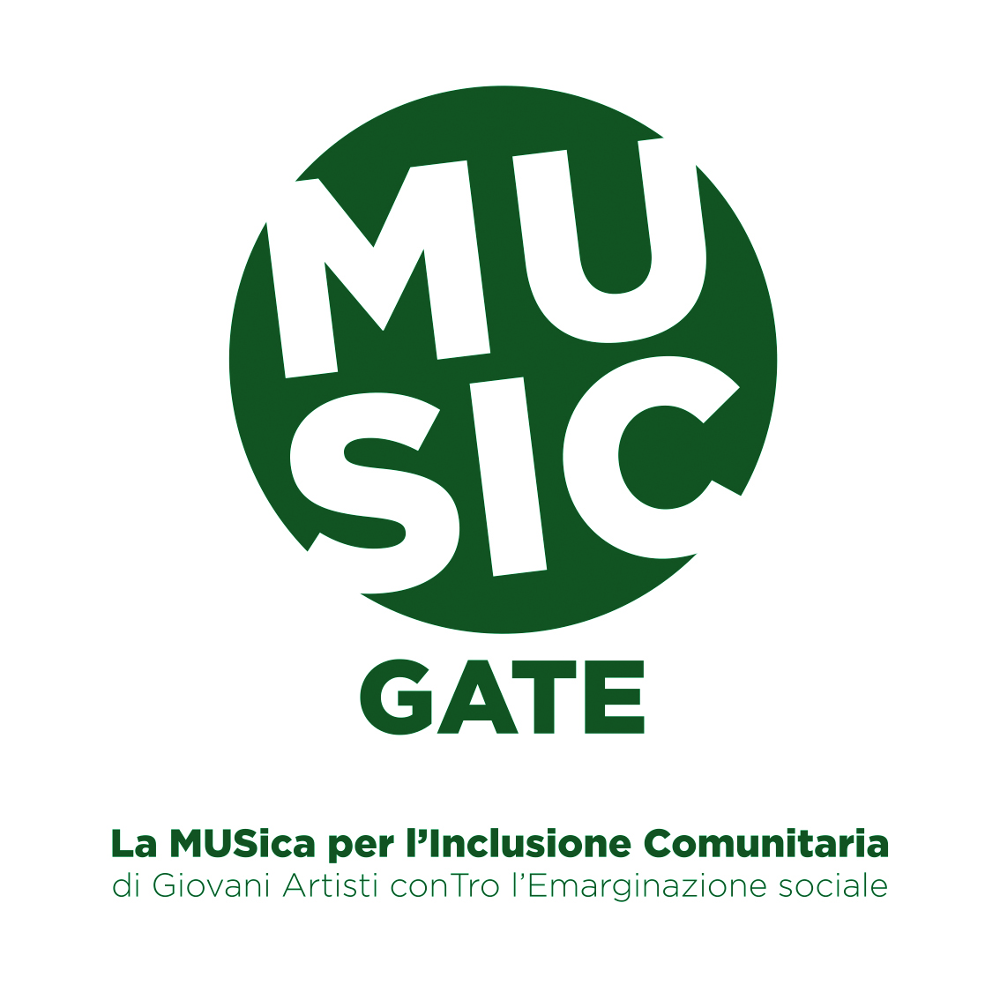 MU
SIC
GATE
La MUSica per l’Inclusione Comunitaria
di Giovani Artisti conTro l’Emarginazione sociale